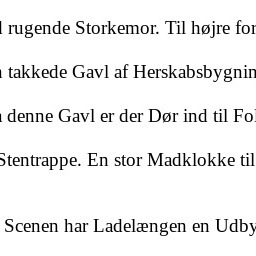 rugende Storkemor. Til højre for
takkede Gavl af Herskabsbygnin
denne Gavl er der Dør ind til Fol
Stentrappe. En stor Madklokke til
Scenen har Ladelængen en Udby